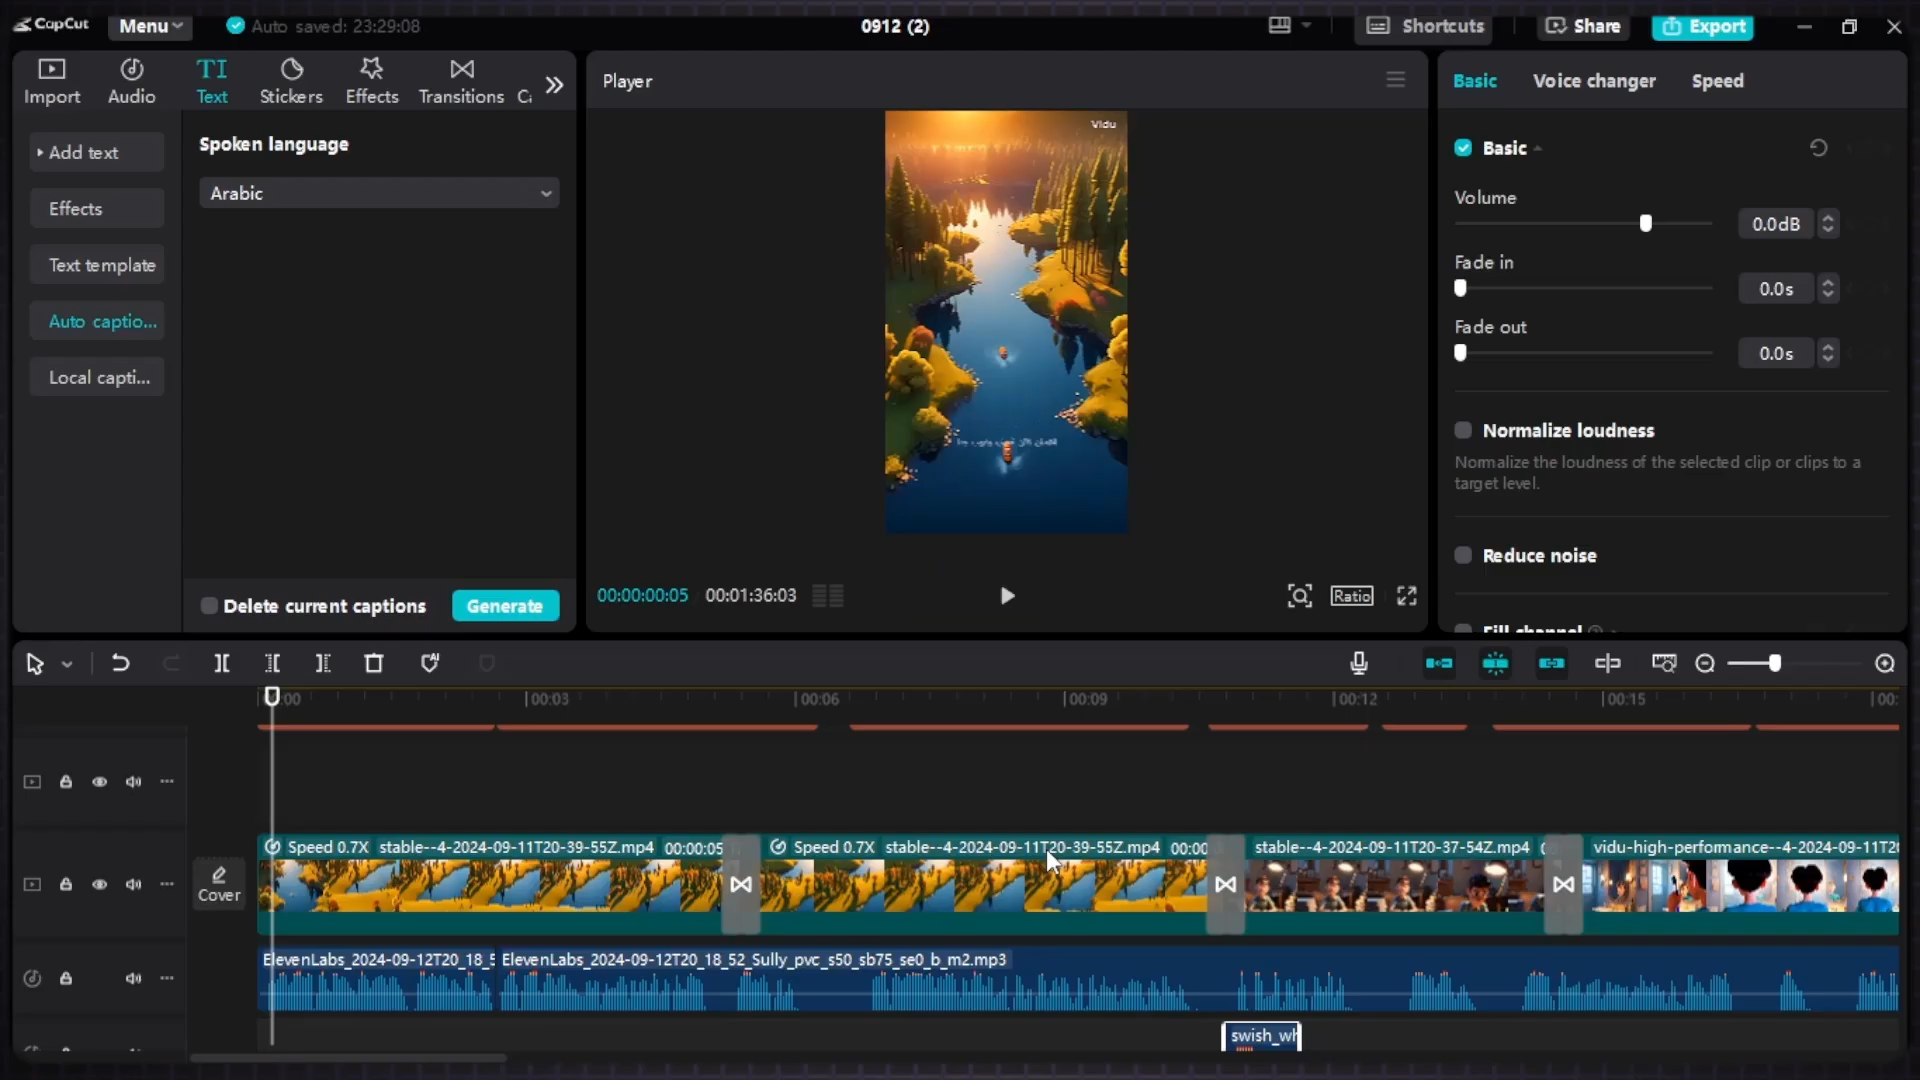 CapCut
Menu
Auto saved: 23:29:08
0912 (2)
Shortcuts
Share
Export
Import
Audio
Text
Stickers
Effects
Transitions
Add text
Effects
Text template
Auto captio...
Local capti...
Spoken language
Arabic
Delete current captions
Generate
Player
Vidu
00:00:00:05
00:01:36:03
Ratio
Basic
Voice changer
Speed
Basic
Volume
0.0dB
Fade in
0.0s
Fade out
0.0s
Normalize loudness
Normalize the loudness of the selected clip or clips to a
target level.
Reduce noise
Fill channel
00:03
00:06
00:09
00:12
00:15
Cover
Speed 0.7X stable--4-2024-09-11T20-39-55Z.mp4 00:00:05
Speed 0.7X stable--4-2024-09-11T20-39-55Z.mp4 00:00
stable--4-2024-09-11T20-37-54Z.mp4
vidu-high-performance--4-2024-09-11T20
ElevenLabs_2024-09-12T20_18_5
ElevenLabs_2024-09-12T20_18_52_Sully_pvc_s50_sb75_se0_b_m2.mp3
swish_wh